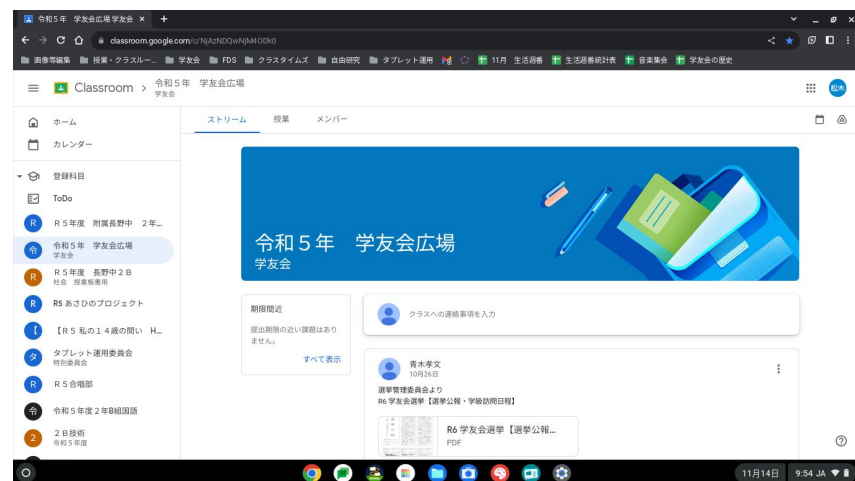 令和5年 学友会広場 学友会
classroom.google.com/c/NjAzNDQwNjM4ODk0
画像等編集 授業・クラスルー... 学友会 FDS クラスタイムズ 自由研究 タブレット運用 11月 生活週番 生活週番統計表 音楽集会 学友会の歴史
Classroom > 令和5年 学友会広場
学友会
松木
ホーム
カレンダー
登録科目
ToDo
R R5年度 附属長野中 2年...
令 令和5年 学友会広場
学友会
R R5年度 長野中2B
社会 授業板書用
R R5 あさひのプロジェクト
【 【R5 私の14歳の問い H...
タ タブレット運用委員会
特別委員会
R R5合唱部
令 令和5年度2年B組国語
2 2B技術
令和5年度
ストリーム 授業 メンバー
令和5年 学友会広場
学友会
期限間近
提出期限の近い課題はあり
ません。
すべて表示
クラスへの連絡事項を入力
青木孝文
10月26日
選挙管理委員会より
R6 学友会選挙【選挙公報・学級訪問日程】
R6 学友会選挙【選挙公報...
PDF
11月14日 9:54 JA